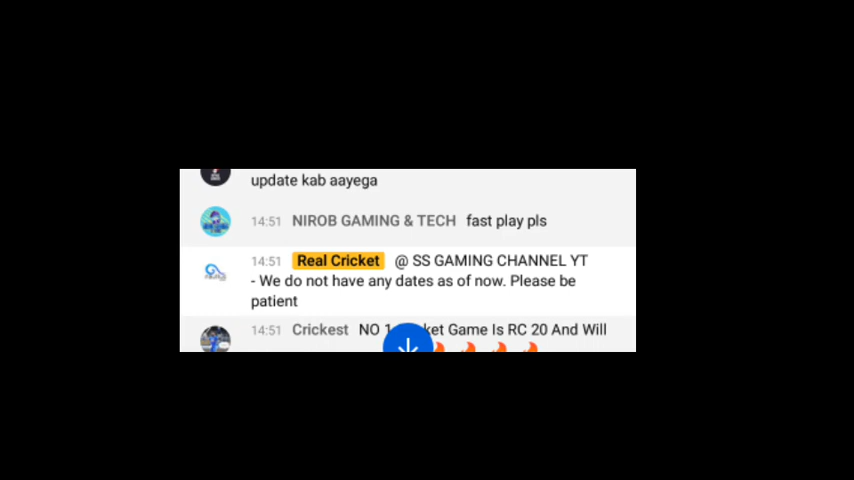 update kab aayega
14:51 NIROB GAMING & TECH fast play pls
14:51 Real Cricket @ SS GAMING CHANNEL YT
- We do not have any dates as of now. Please be
patient
14:51 Crickest NO 1 Game Is RC 20 And Will